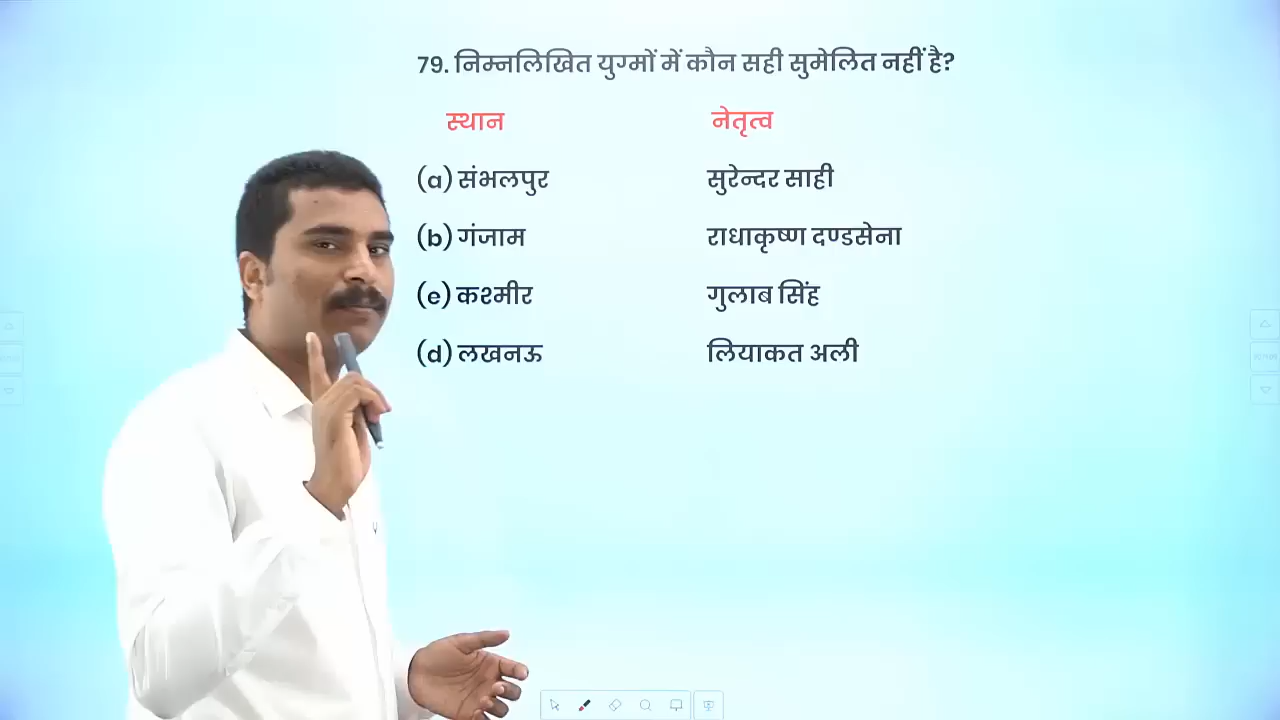 79. निम्नलिखित युग्मों में कौन सही सुमेलित नहीं है?
स्थान नेतृत्व
(a) संभलपुर सुरेन्दर साही
(b) गंजाम राधाकृष्ण दण्डसेना
(e) कश्मीर गुलाब सिंह
(d) लखनऊ लियाकत अली